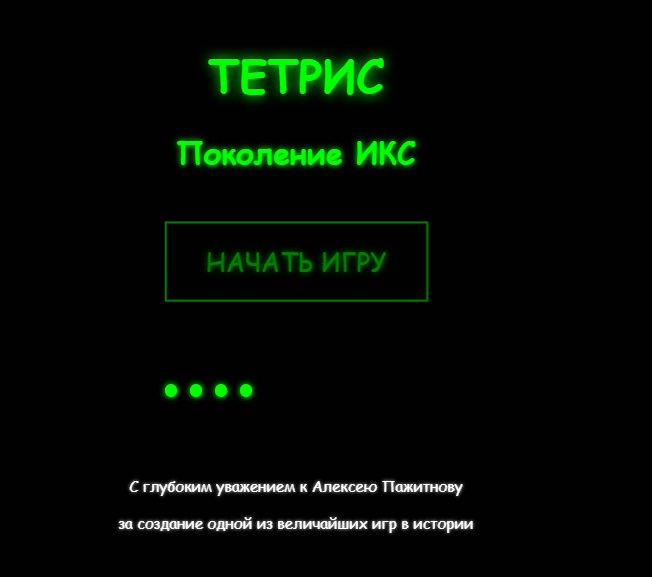 ТЕТРИС
Поколение ИКС
НАЧАТЬ ИГРУ
С глубоким уважением к Алексею Пажитнову
за создание одной из величайших игр в истории